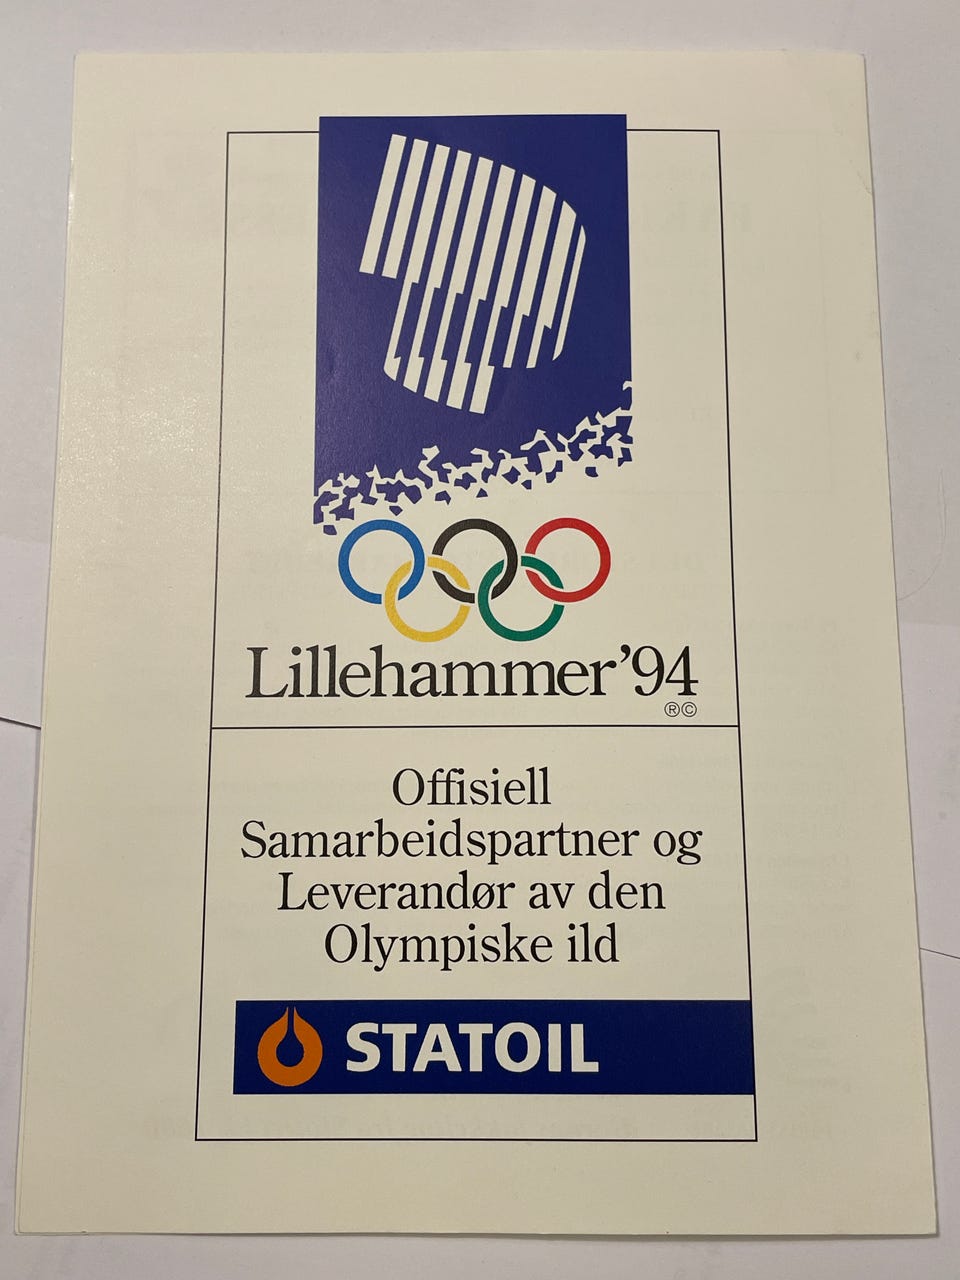 Lillehammer’94
®©
Offisiell
Samarbeidspartner og
Leverandør av den
Olympiske ild
STATOIL